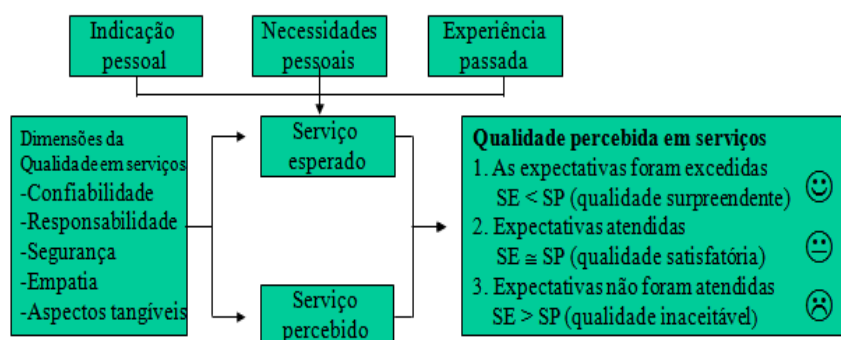 Indicação
pessoal
Necessidades
pessoais
Experiência
passada
Dimensões da
Qualidade em serviços
-Confiabilidade
-Responsabilidade
-Segurança
-Empatia
-Aspectos tangíveis
Serviço
esperado
Serviço
percebido
Qualidade percebida em serviços
1. As expectativas foram excedidas
SE < SP (qualidade surpreendente)
2. Expectativas atendidas
SE ≅ SP (qualidade satisfatória)
3. Expectativas não foram atendidas
SE > SP (qualidade inaceitável)